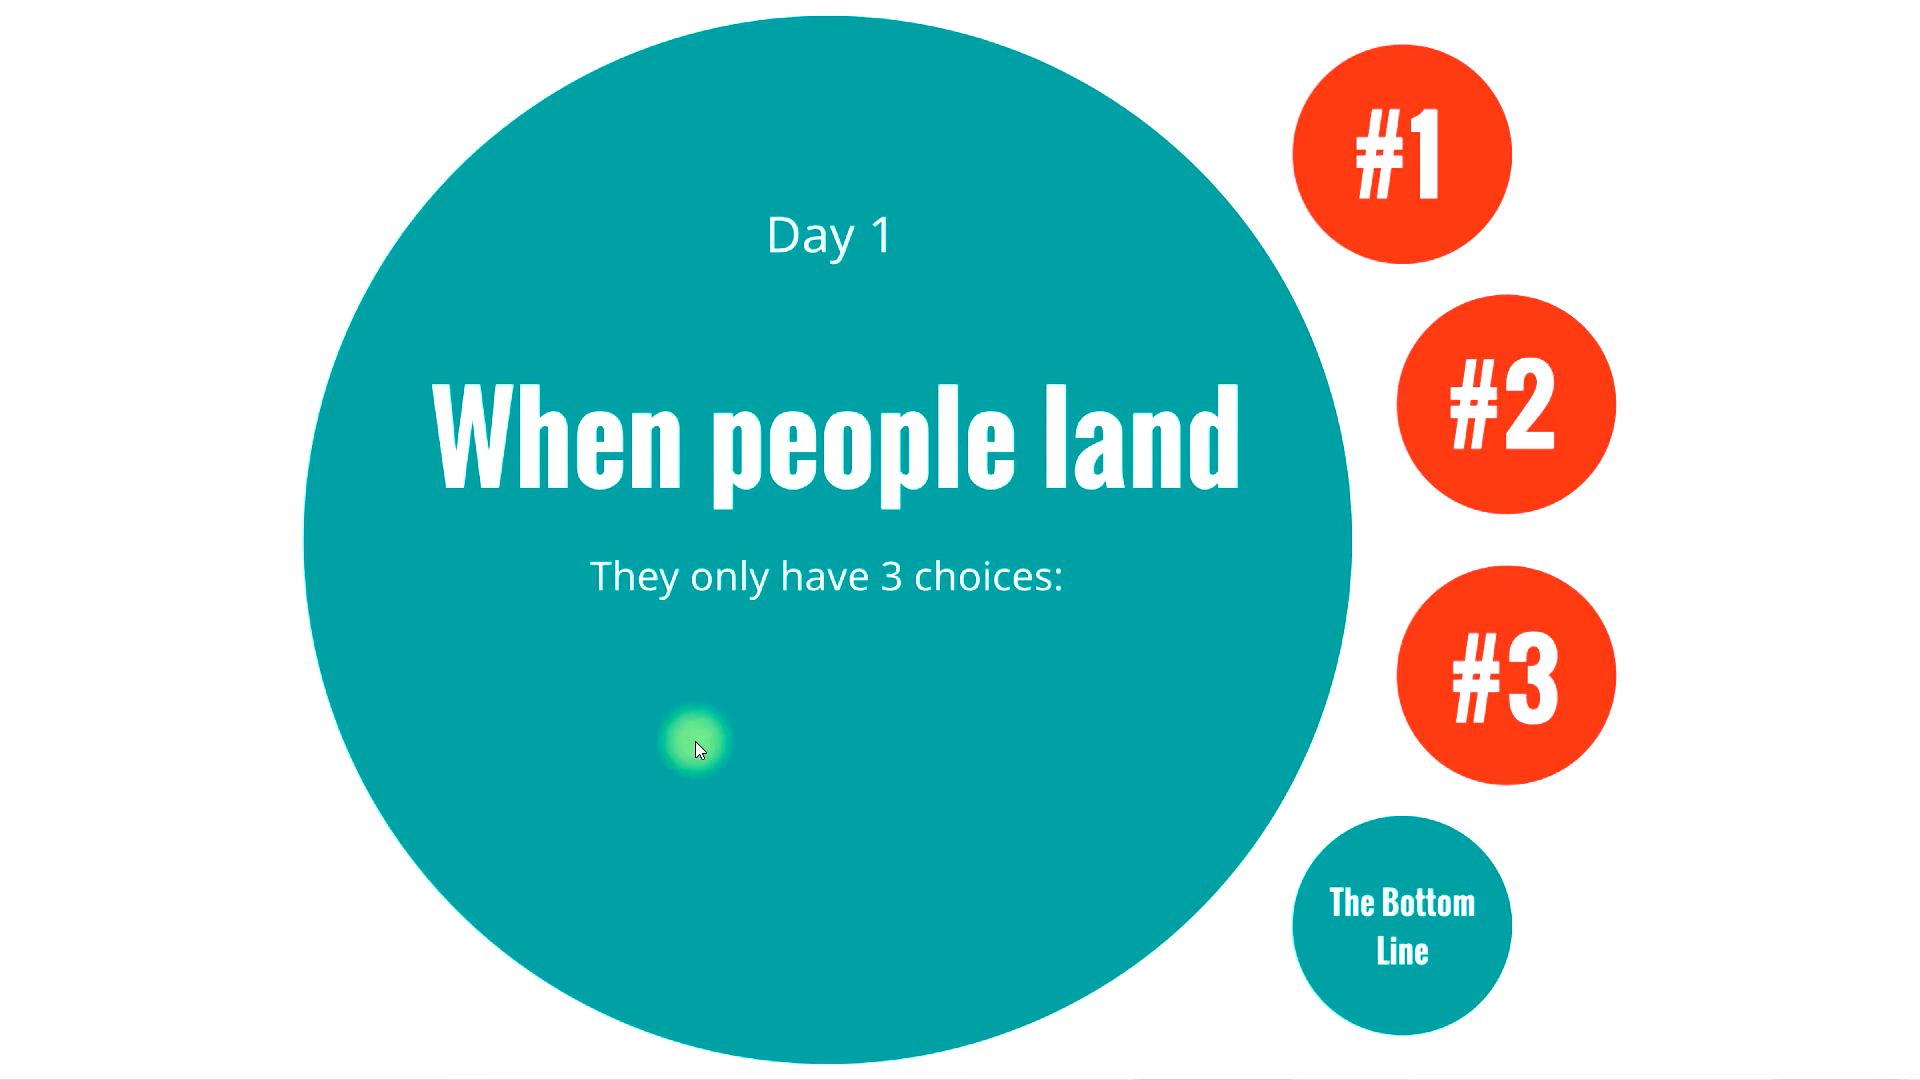 Day 1
When people land
They only have 3 choices:
#1
#2
#3
The Bottom
Line